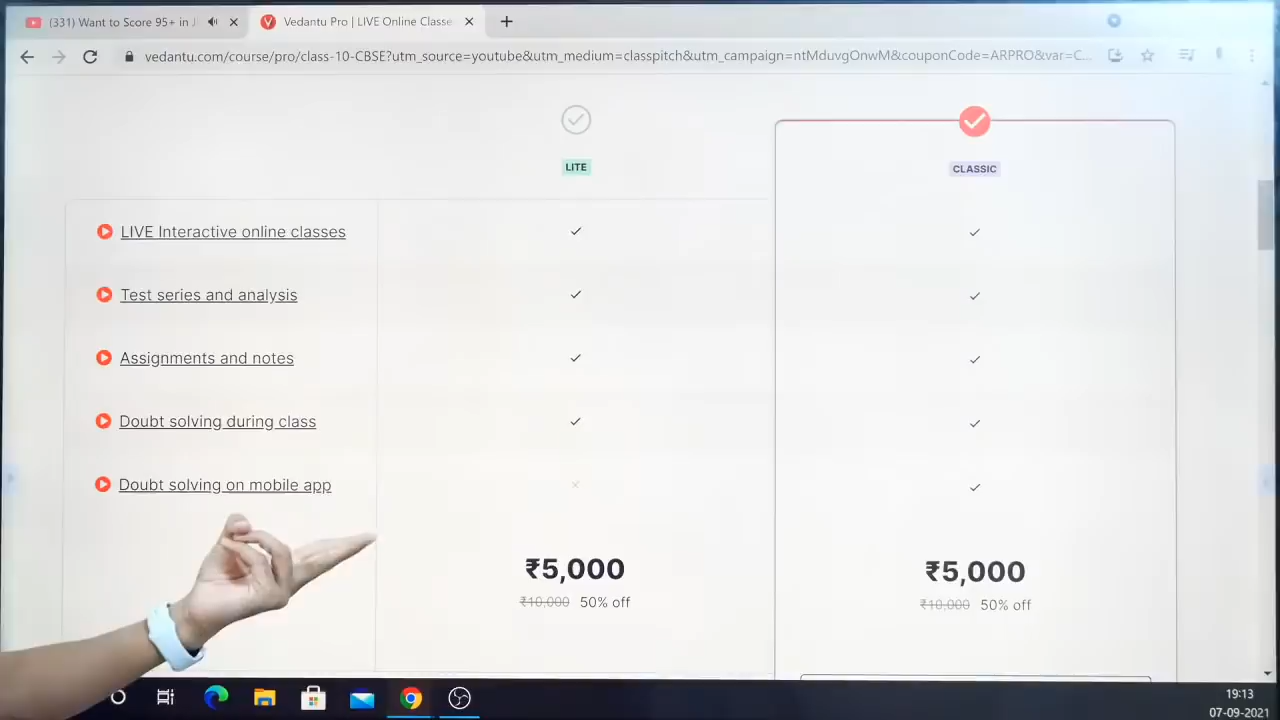 (331) Want to Score 95+ in J
Vedantu Pro | LIVE Online Classe
vedantu.com/course/pro/class-10-CBSE?utm_source=youtube&utm_medium=classpitch&utm_campaign=ntMduvgOnwM&couponCode=ARPRO&var=C...
LITE
CLASSIC
LIVE Interactive online classes
Test series and analysis
Assignments and notes
Doubt solving during class
Doubt solving on mobile app
₹5,000
₹5,000
₹10,000 50% off
₹10,000 50% off
19:13
07-09-2021